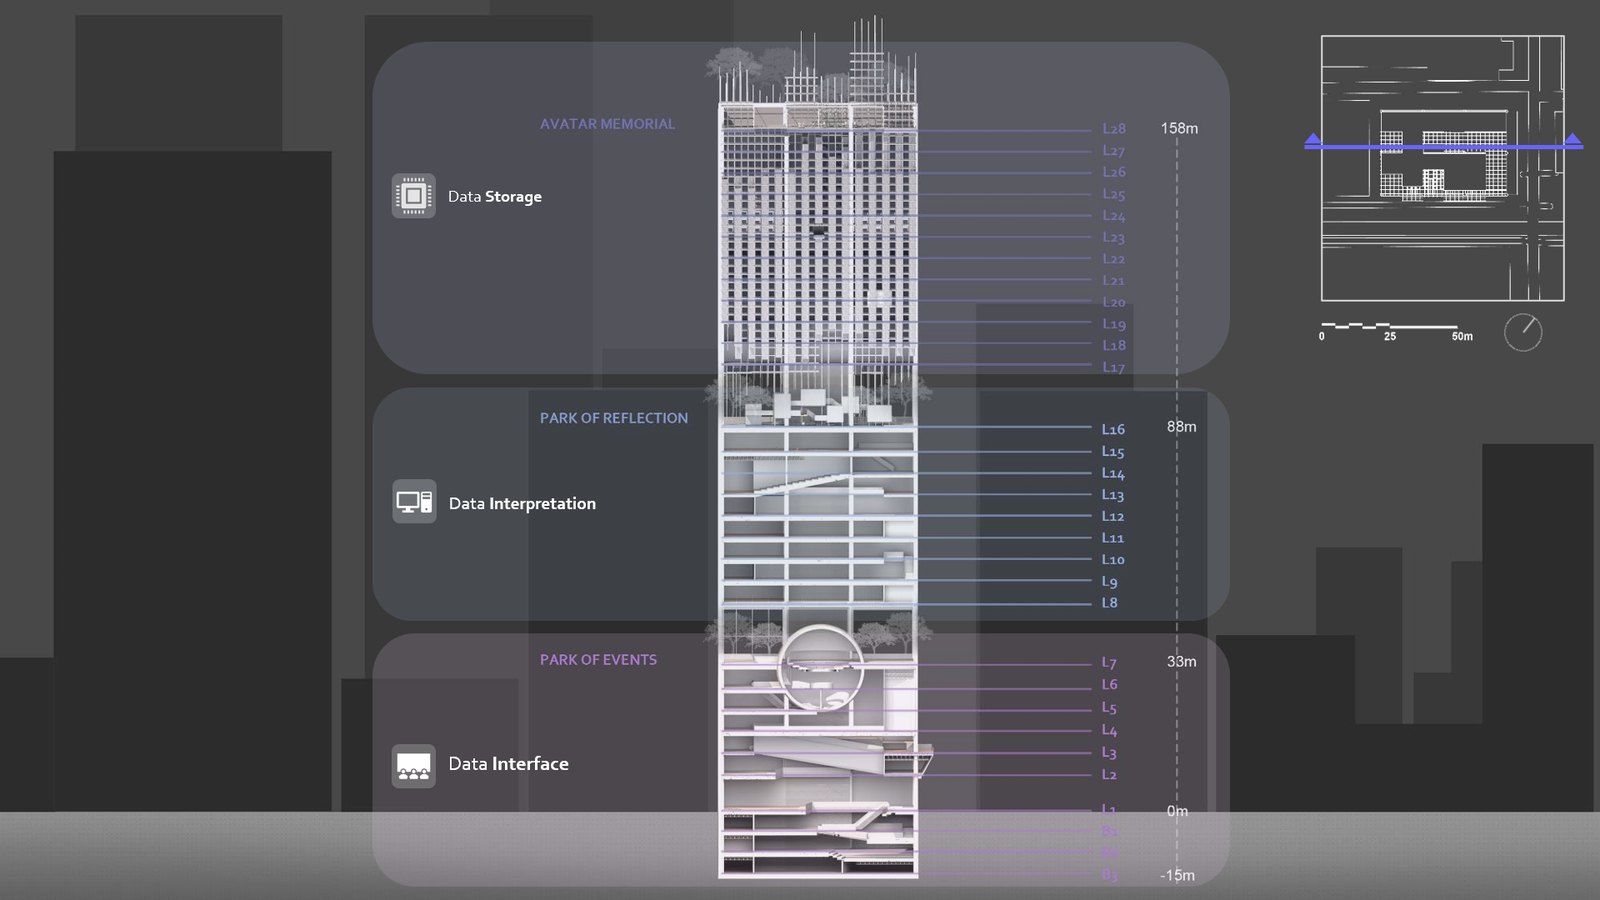 AVATAR MEMORIAL
Data Storage
L28 158m
L27
L26
L25
L24
L23
L22
L21
L20
L19
L18
L17
PARK OF REFLECTION
Data Interpretation
L16 88m
L15
L14
L13
L12
L11
L10
L9
L8
PARK OF EVENTS
Data Interface
L7 33m
L6
L5
L4
L3
L2
L1 0m
B1
B3 -15m
0 25 50m